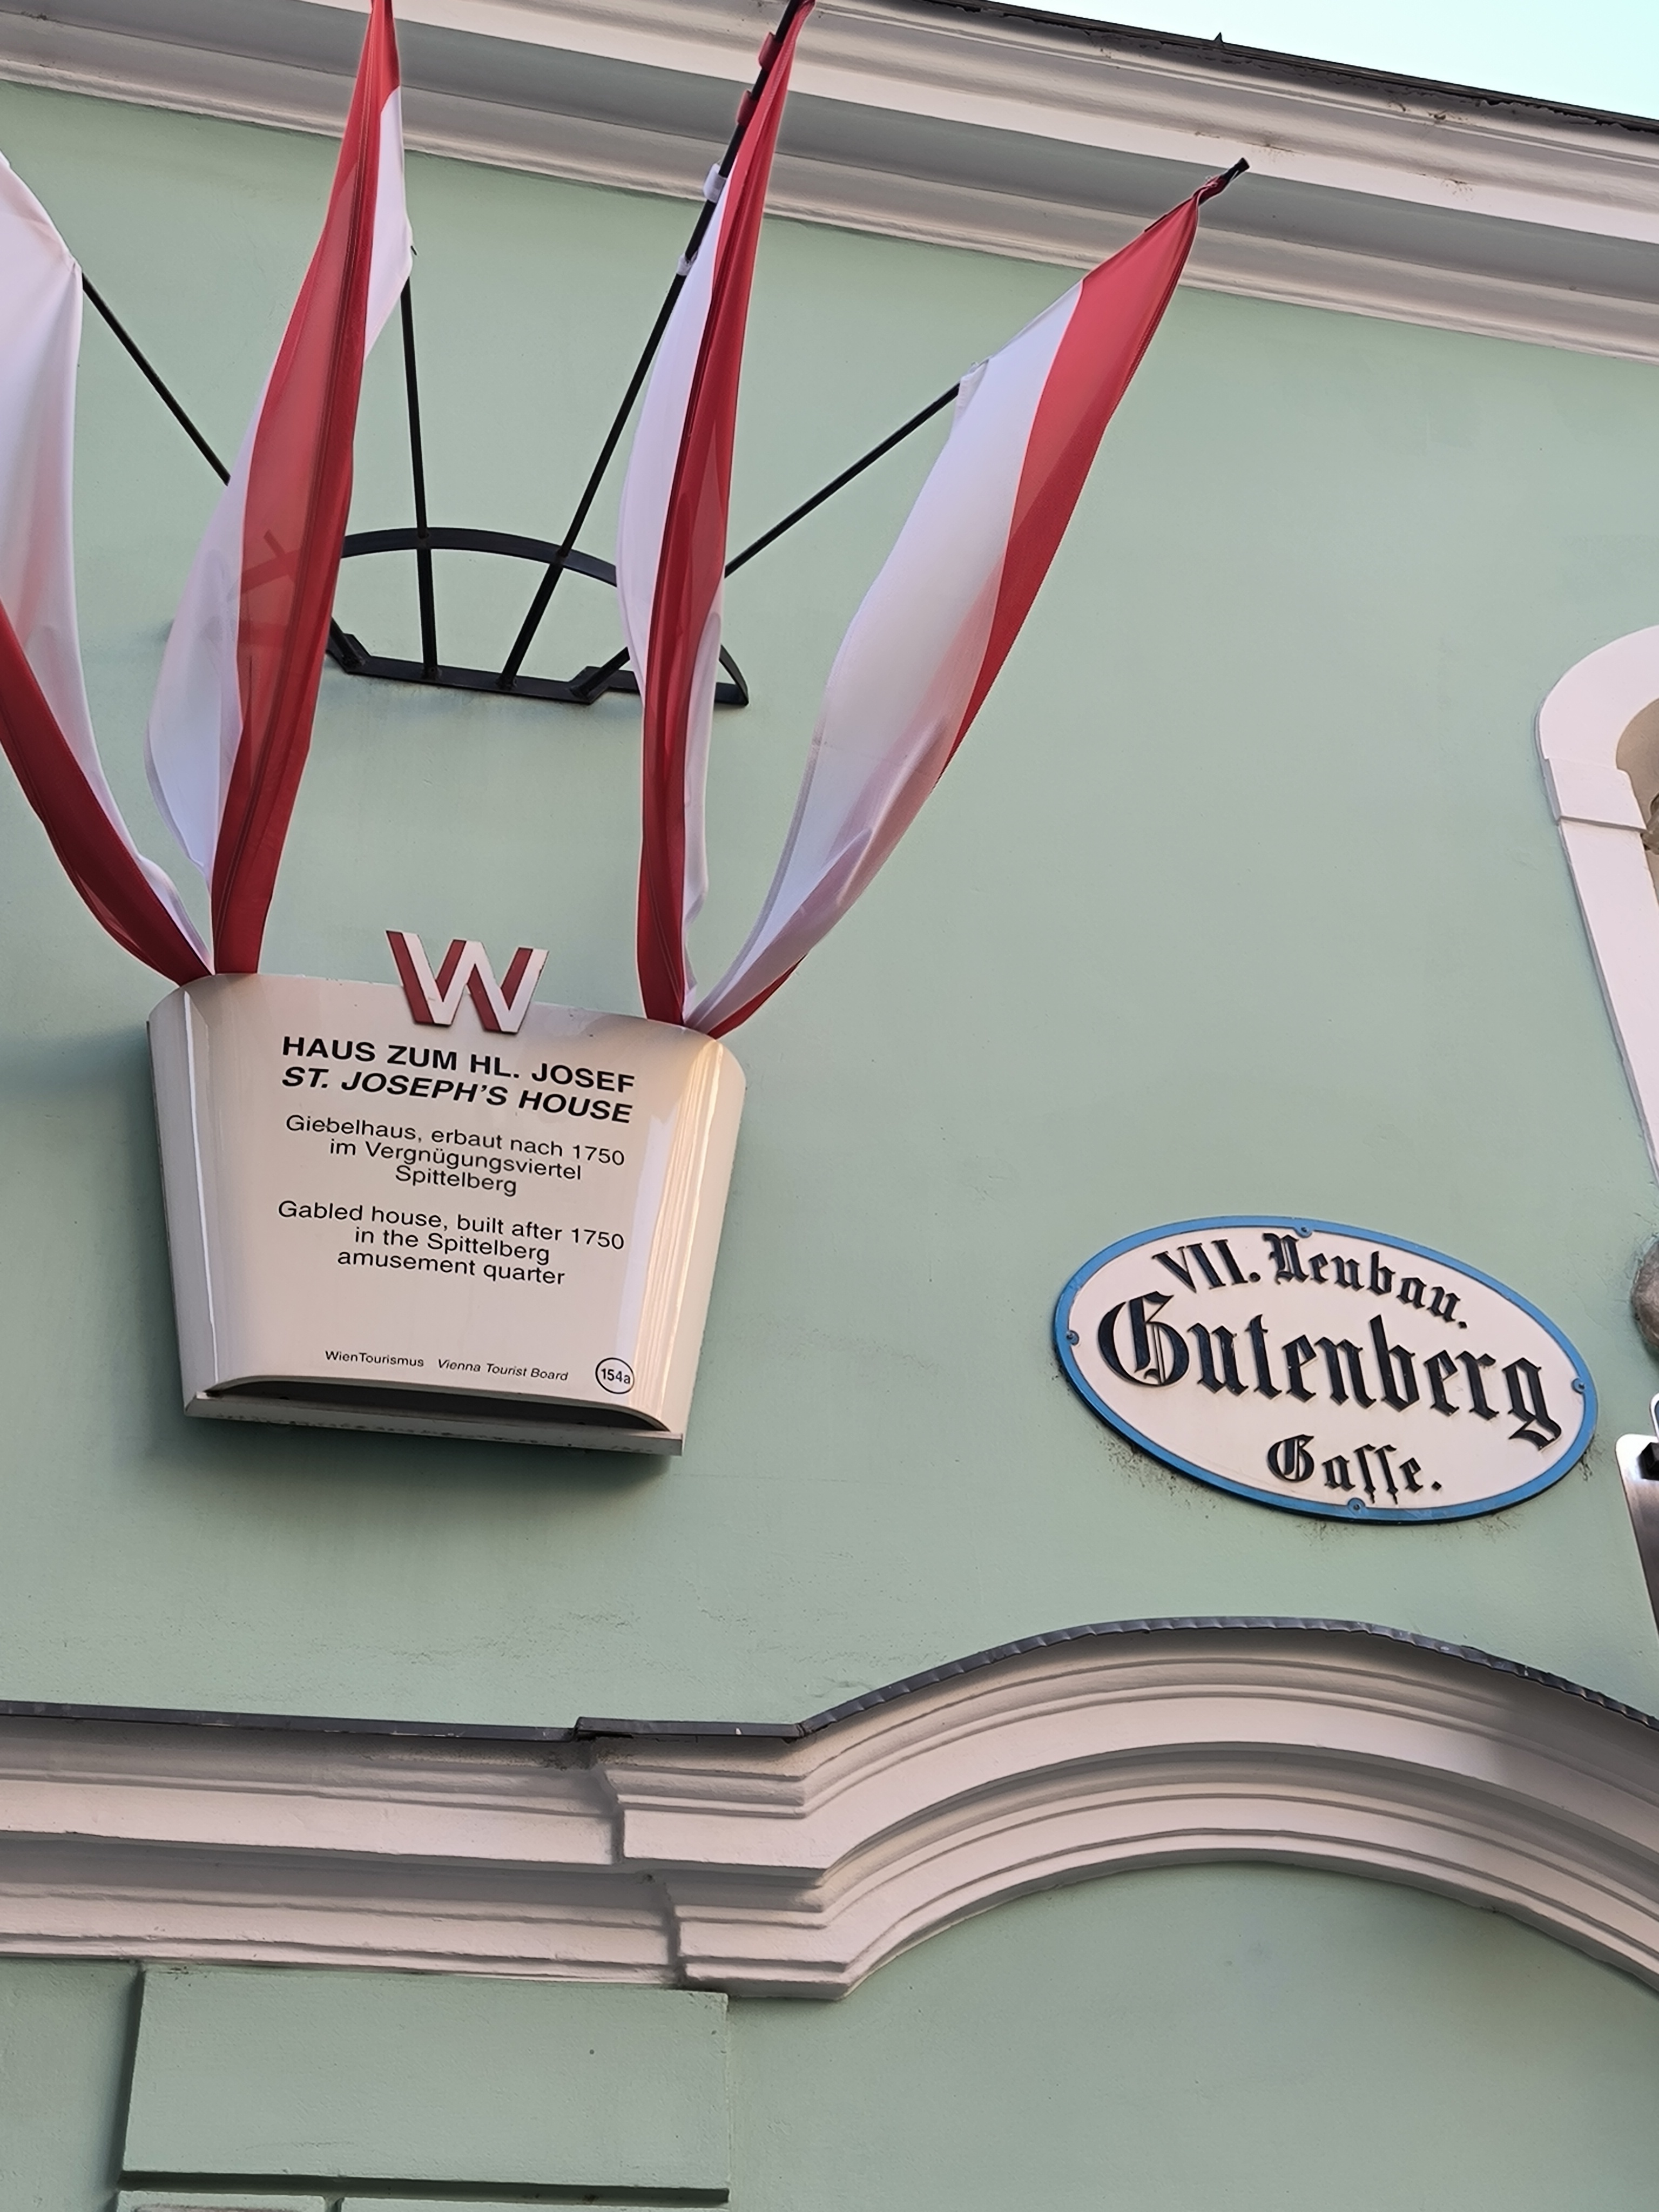 W
HAUS ZUM HL. JOSEF
ST. JOSEPH'S HOUSE
Giebelhaus, erbaut nach 1750
im Vergnügungsviertel
Spittelberg
Gabled house, built after 1750
in the Spittelberg
amusement quarter
WienTourismus Vienna Tourist Board 154a
VII. Neubau.
Gutenberg
Gaſſe.